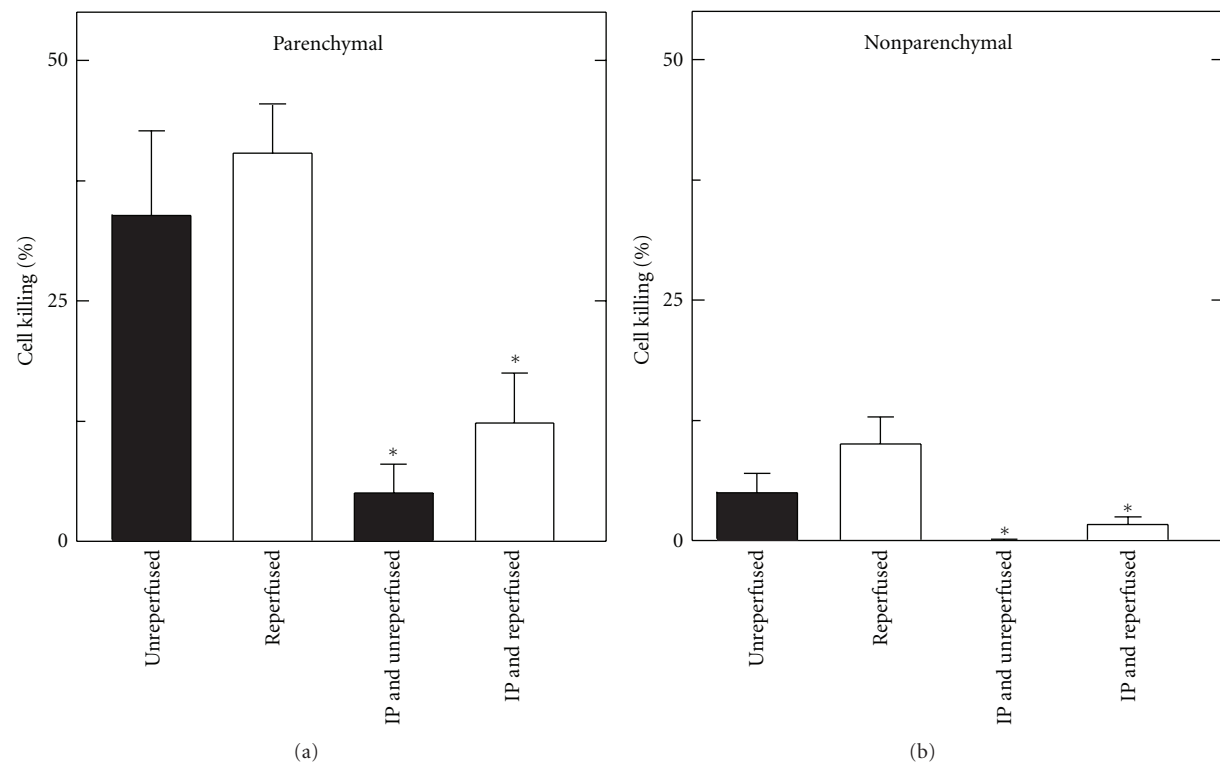 Parenchymal
50
25
0
Cell killing (%)
*
*
Unreperfused
Reperfused
IP and unreperfused
IP and reperfused
(a)
Nonparenchymal
50
25
0
Cell killing (%)
*
*
Unreperfused
Reperfused
IP and unreperfused
IP and reperfused
(b)